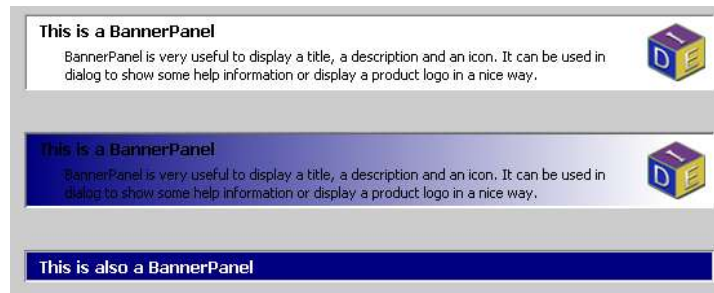 This is a BannerPanel
BannerPanel is very useful to display a title, a description and an icon. It can be used in
dialog to show some help information or display a product logo in a nice way.
I
D E
This is a BannerPanel
BannerPanel is very useful to display a title, a description and an icon. It can be used in
dialog to show some help information or display a product logo in a nice way.
I
D E
This is also a BannerPanel